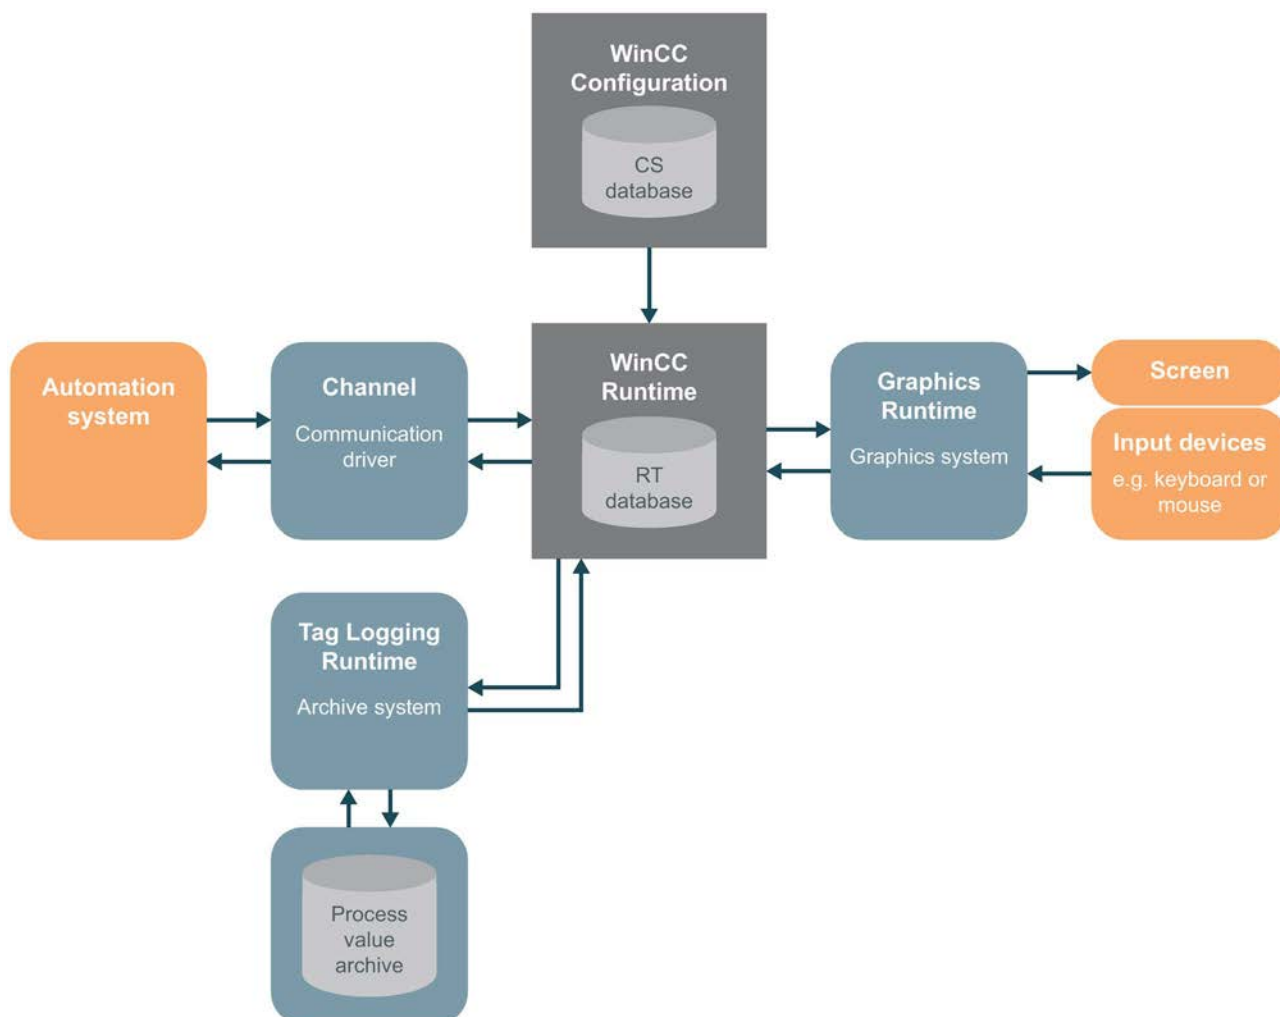 WinCC
Configuration
CS
database
Automation
system
Channel
Communication
driver
WinCC
Runtime
RT
database
Graphics
Runtime
Graphics system
Screen
Input devices
e.g. keyboard or
mouse
Tag Logging
Runtime
Archive system
Process
value
archive